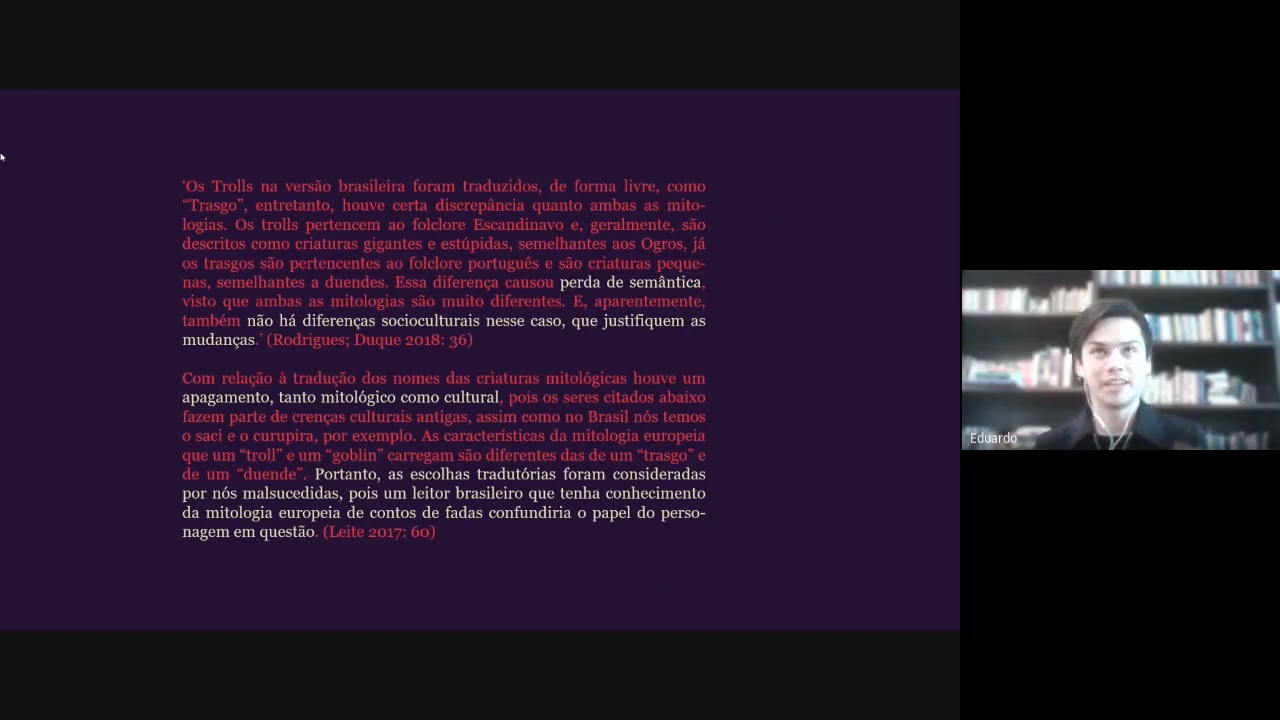 ‘Os Trolls na versão brasileira foram traduzidos, de forma livre, como
“Trasgo”, entretanto, houve certa discrepância quanto ambas as mito-
logias. Os trolls pertencem ao folclore Escandinavo e, geralmente, são
descritos como criaturas gigantes e estúpidas, semelhantes aos Ogros, já
os trasgos são pertencentes ao folclore português e são criaturas peque-
nas, semelhantes a duendes. Essa diferença causou perda de semântica,
visto que ambas as mitologias são muito diferentes. E, aparentemente,
também não há diferenças socioculturais nesse caso, que justifiquem as
mudanças.’ (Rodrigues; Duque 2018: 36)
Com relação à tradução dos nomes das criaturas mitológicas houve um
apagamento, tanto mitológico como cultural, pois os seres citados abaixo
fazem parte de crenças culturais antigas, assim como no Brasil nós temos
o saci e o curupira, por exemplo. As características da mitologia europeia
que um “troll” e um “goblin” carregam são diferentes das de um “trasgo” e
de um “duende”. Portanto, as escolhas tradutórias foram consideradas
por nós malsucedidas, pois um leitor brasileiro que tenha conhecimento
da mitologia europeia de contos de fadas confundiria o papel do perso-
nagem em questão. (Leite 2017: 60)
Eduardo